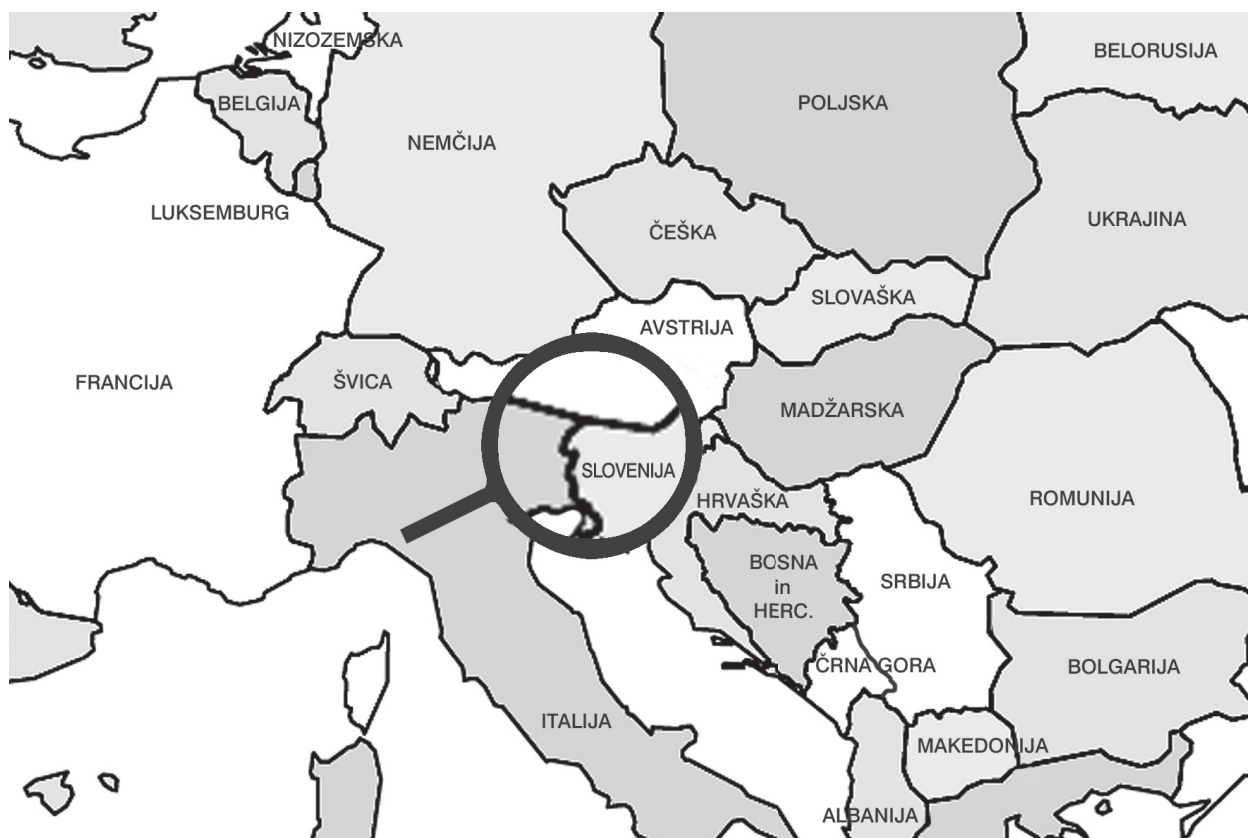 NIZOZEMSKA
BELORUSIJA
BELGIJA
POLJSKA
NEMČIJA
LUKSEMBURG
UKRAJINA
ČEŠKA
SLOVAŠKA
AVSTRIJA
FRANCIJA
ŠVICA
MADŽARSKA
SLOVENIJA
HRVAŠKA
ROMUNIJA
BOSNA
in
HERC.
SRBIJA
ČRNA GORA
BOLGARIJA
ITALIJA
MAKEDONIJA
ALBANIJA